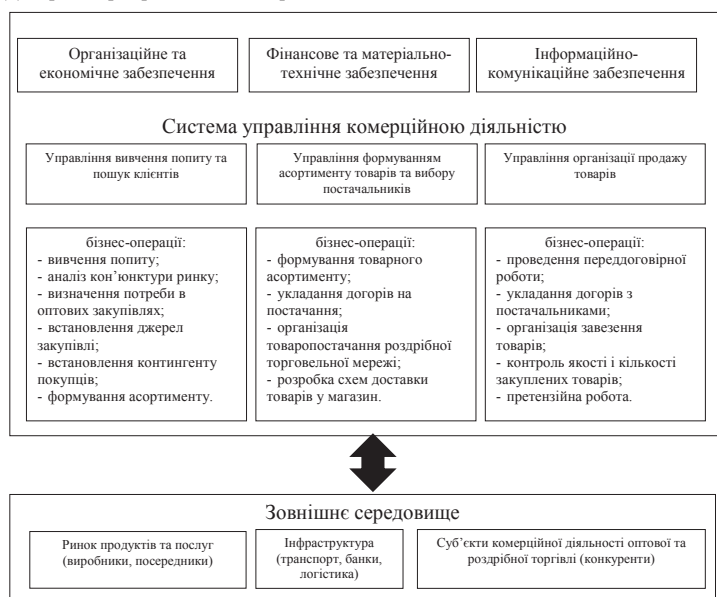 Організаційне та
економічне забезпечення
Фінансове та матеріально-
технічне забезпечення
Інформаційно-
комунікаційне забезпечення
Система управління комерційною діяльністю
Управління вивчення попиту та
пошук клієнтів
Управління формуванням
асортименту товарів та вибору
постачальників
Управління організації продажу
товарів
бізнес-операції:
- вивчення попиту;
- аналіз кон’юнктури ринку;
- визначення потреби в
оптових закупівлях;
- встановлення джерел
закупівлі;
- встановлення контингенту
покупців;
- формування асортименту.
бізнес-операції:
- формування товарного
асортименту;
- укладання догорів на
постачання;
- організація
товаропостачання роздрібної
торговельної мережі;
- розробка схем доставки
товарів у магазин.
бізнес-операції:
- проведення переддоговірної
роботи;
- укладання догорів з
постачальниками;
- організація завезення
товарів;
- контроль якості і кількості
закуплених товарів;
- претензійна робота.
Зовнішнє середовище
Ринок продуктів та послуг
(виробники, посередники)
Інфраструктура
(транспорт, банки,
логістика)
Суб’єкти комерційної діяльності оптової та
роздрібної торгівлі (конкуренти)